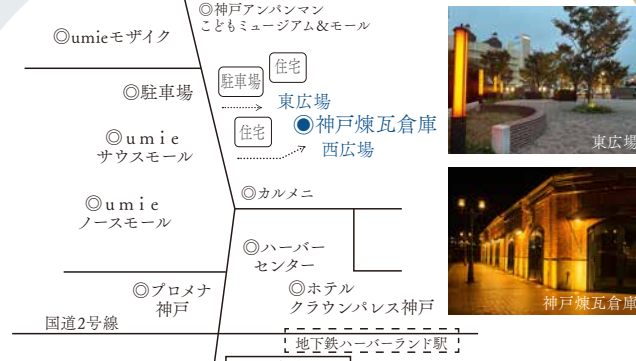 ◎神戸アンパンマン
こどもミュージアム&モール
◎umieモザイク
住宅
駐車場
◎駐車場
東広場
◎umie
サウスモール
住宅
◉神戸煉瓦倉庫
西広場
◎カルメニ
◎umie
ノースモール
◎ハーバー
センター
◎プロメナ
神戸
◎ホテル
クラウンパレス神戸
国道2号線
地下鉄ハーバーランド駅
東広場
神戸煉瓦倉庫